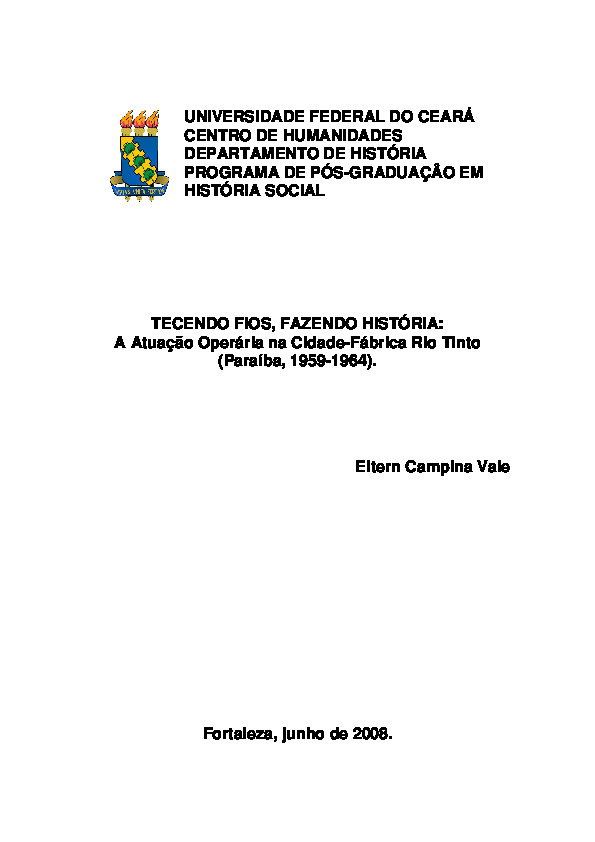 UNIVERSIDADE FEDERAL DO CEARÁ
CENTRO DE HUMANIDADES
DEPARTAMENTO DE HISTÓRIA
PROGRAMA DE PÓS-GRADUAÇÃO EM
HISTÓRIA SOCIAL
TECENDO FIOS, FAZENDO HISTÓRIA:
A Atuação Operária na Cidade-Fábrica Rio Tinto
(Paraíba, 1959-1964).
Eltern Campina Vale
Fortaleza, junho de 2008.